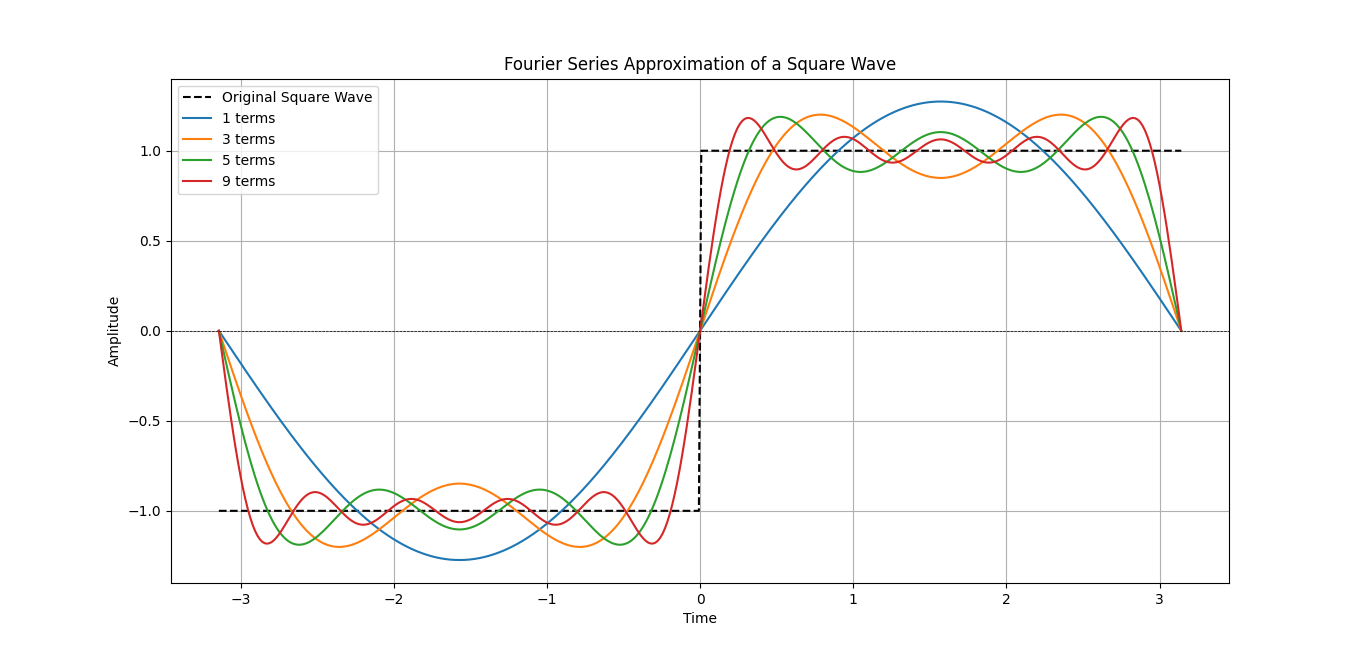 Fourier Series Approximation of a Square Wave
Original Square Wave
1 terms
3 terms
5 terms
9 terms
1.0
0.5
0.0
−0.5
−1.0
Amplitude
−3
−2
−1
0
1
2
3
Time